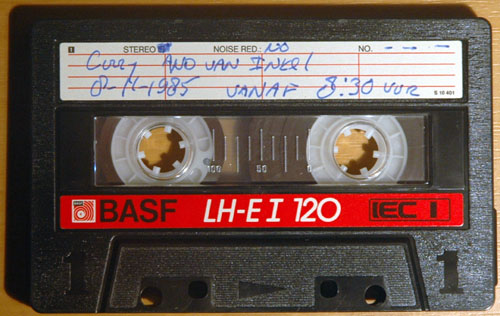 1 STEREO NOISE RED.: NO NO. - - -
Curry AND VAN INKEL
8-11-1985 VANAF 8:30 UUR
S 10 401
100 50 0
BASF LH-E I 120 IEC I
1 1